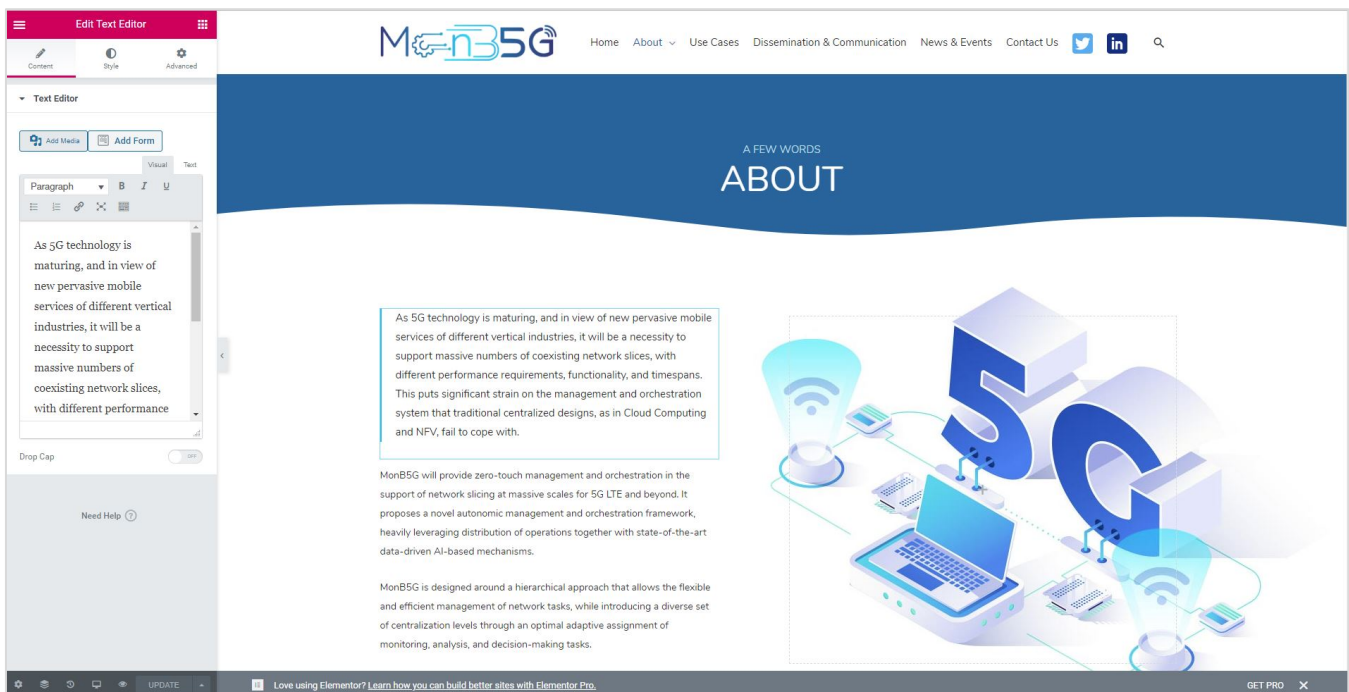 Edit Text Editor
Content Style Advanced
Text Editor
Add Media Add Form
Visual Text
Paragraph B I U
As 5G technology is
maturing, and in view of
new pervasive mobile
services of different vertical
industries, it will be a
necessity to support
massive numbers of
coexisting network slices,
with different performance
Drop Cap OFF
Need Help ?
UPDATE
MonB5G
Home About Use Cases Dissemination & Communication News & Events Contact Us in
A FEW WORDS
ABOUT
As 5G technology is maturing, and in view of new pervasive mobile
services of different vertical industries, it will be a necessity to
support massive numbers of coexisting network slices, with
different performance requirements, functionality, and timespans.
This puts significant strain on the management and orchestration
system that traditional centralized designs, as in Cloud Computing
and NFV, fail to cope with.
MonB5G will provide zero-touch management and orchestration in the
support of network slicing at massive scales for 5G LTE and beyond. It
proposes a novel autonomic management and orchestration framework,
heavily leveraging distribution of operations together with state-of-the-art
data-driven AI-based mechanisms.
MonB5G is designed around a hierarchical approach that allows the flexible
and efficient management of network tasks, while introducing a diverse set
of centralization levels through an optimal adaptive assignment of
monitoring, analysis, and decision-making tasks.
5G
Love using Elementor? Learn how you can build better sites with Elementor Pro.
GET PRO X